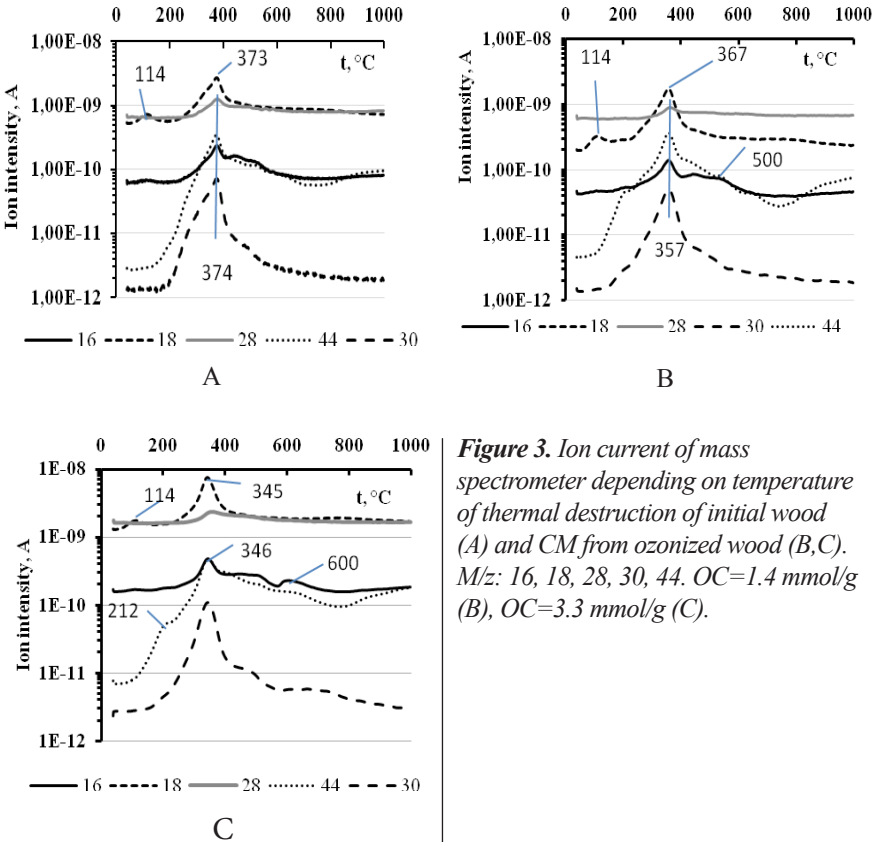 0 200 400 600 800 1000
1,00E-08
t, °C
373
114
1,00E-09
1,00E-10
1,00E-11
374
1,00E-12
Ion intensity, A
16 18 28 44 30
A
0 200 400 600 800 1000
1,00E-08
t, °C
367
114
1,00E-09
500
1,00E-10
1,00E-11
357
1,00E-12
Ion intensity, A
16 18 28 30 44
B
0 200 400 600 800 1000
1E-08
t, °C
345
114
1E-09
346
600
1E-10
212
1E-11
1E-12
Ion intensity, A
16 18 28 44 30
C
Figure 3. Ion current of mass
spectrometer depending on temperature
of thermal destruction of initial wood
(A) and CM from ozonized wood (B,C).
M/z: 16, 18, 28, 30, 44. OC=1.4 mmol/g
(B), OC=3.3 mmol/g (C).